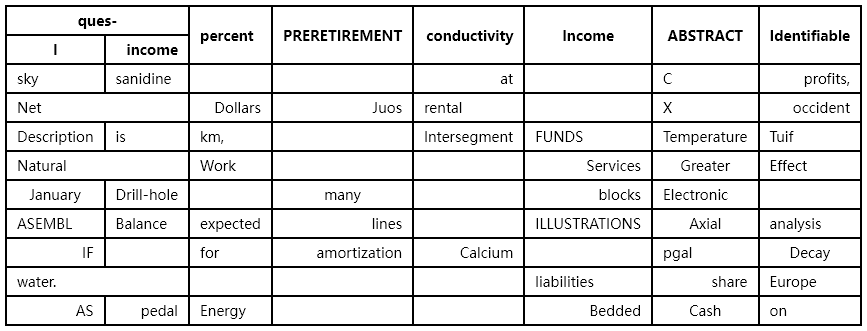 ques- percent PRERETIREMENT conductivity Income ABSTRACT Identifiable
I income
sky sanidine at C profits,
Net Dollars Juos rental X occident
Description is km, Intersegment FUNDS Temperature Tuif
Natural Work Services Greater Effect
January Drill-hole many blocks Electronic
ASEMBL Balance expected lines ILLUSTRATIONS Axial analysis
IF for amortization Calcium pgal Decay
water. liabilities share Europe
AS pedal Energy Bedded Cash on